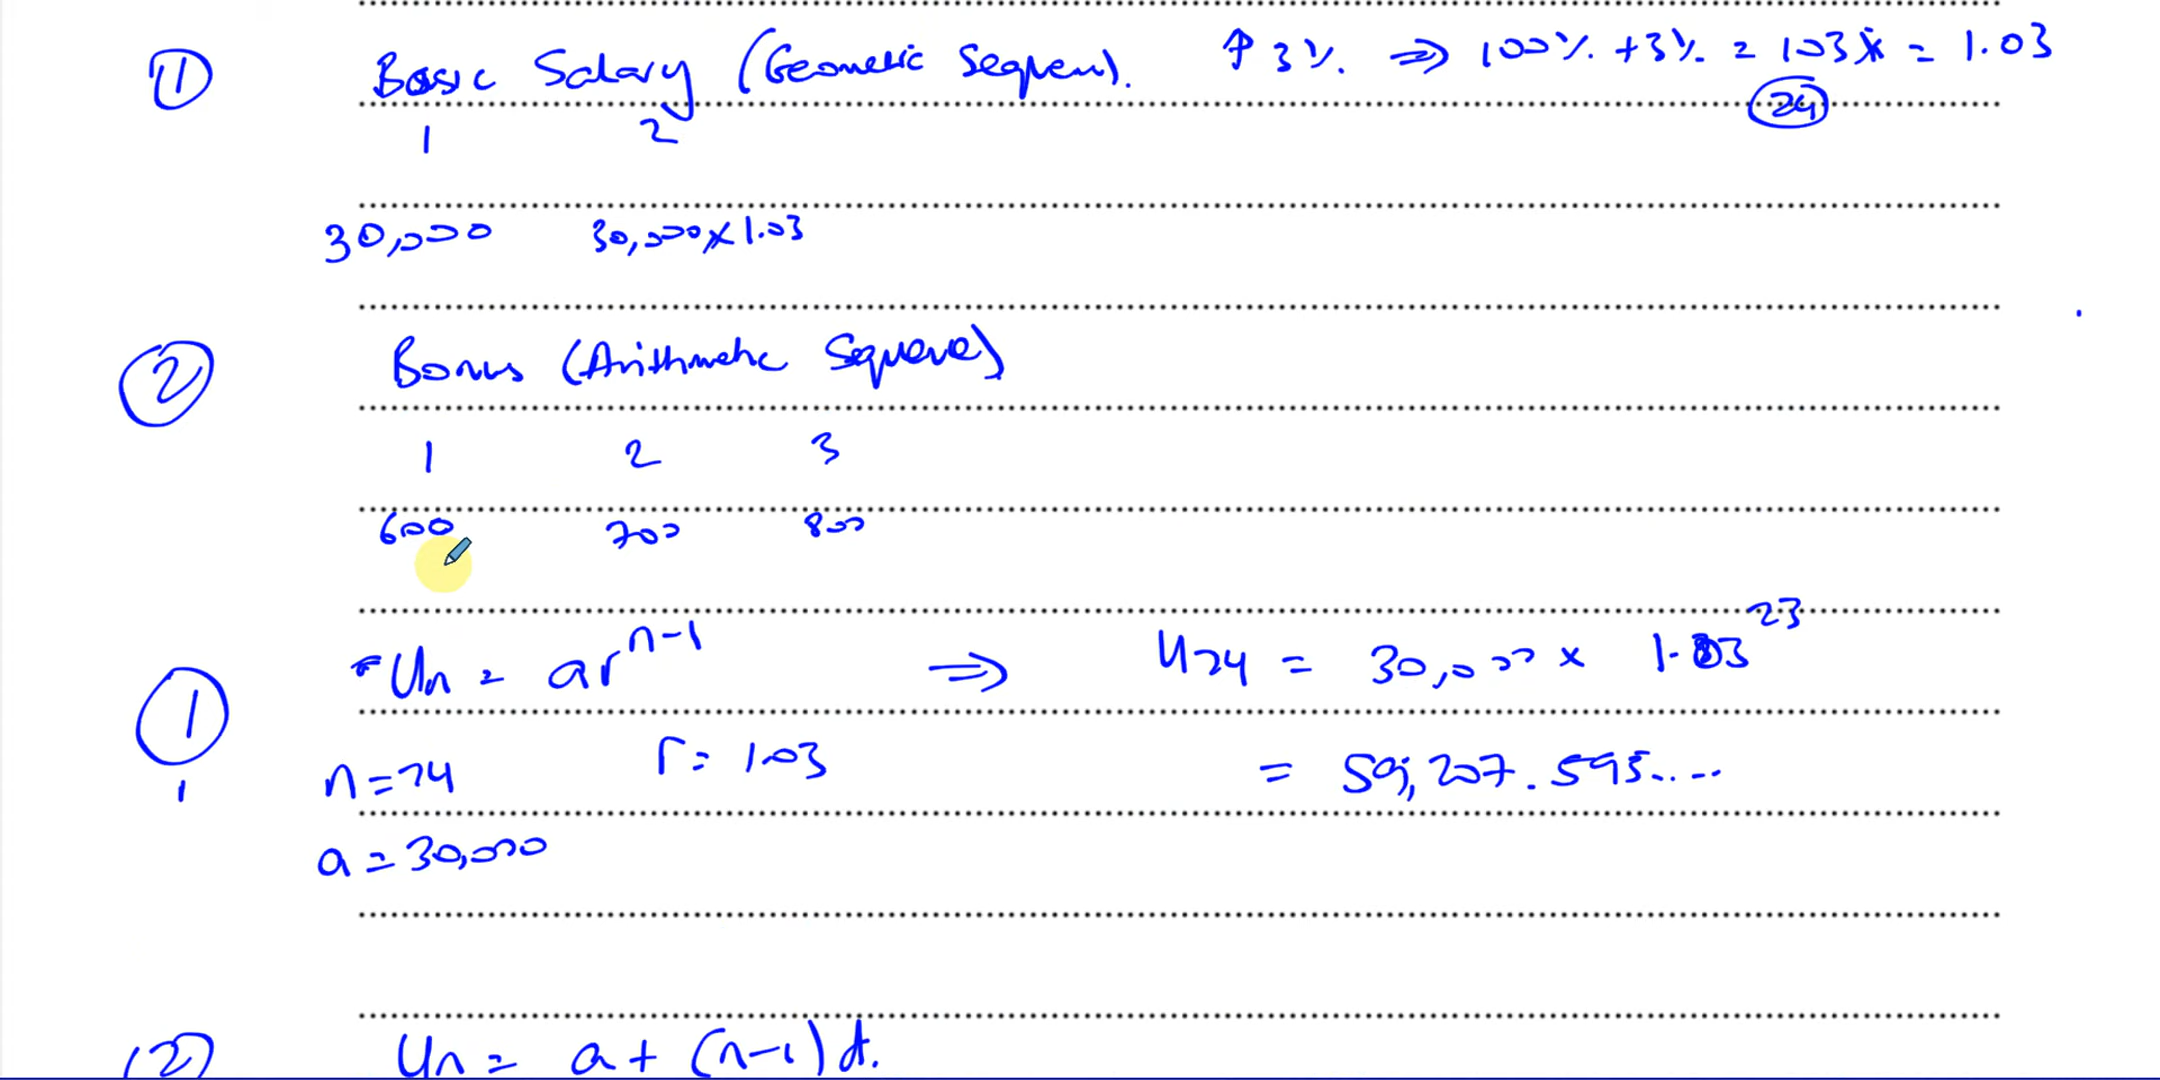 ① Basic Salary (Geometric Sequence). ↑ 3% ⇒ 100% + 3% = 103% = 1.03
1 2 24
30,000 30,000 × 1.03
② Bonus (Arithmetic Sequence)
1 2 3
600 700 800
① Un = ar^(n-1) ⇒ U24 = 30,000 × 1.03^23
n = 24 r = 1.03 = 59,207.595....
a = 30,000
(2) Un = a + (n-1)d.